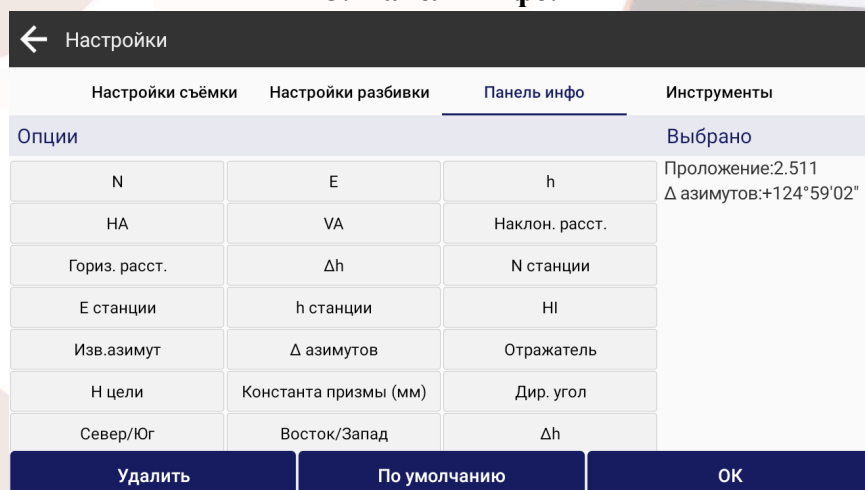 Настройки
Настройки съёмки Настройки разбивки Панель инфо Инструменты
Опции Выбрано
N E h Проложение:2.511
Δ азимутов:+124°59'02"
HA VA Наклон. расст.
Гориз. расст. Δh N станции
E станции h станции HI
Изв.азимут Δ азимутов Отражатель
H цели Константа призмы (мм) Дир. угол
Север/Юг Восток/Запад Δh
Удалить По умолчанию ОК